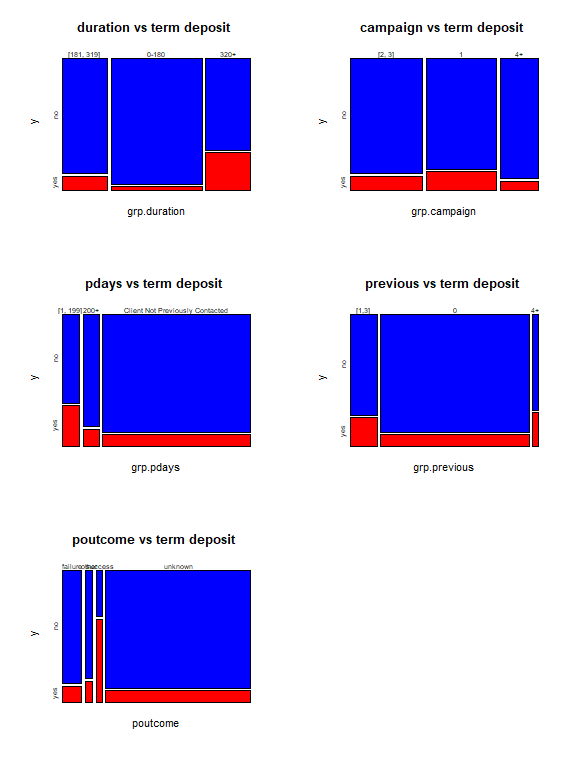 duration vs term deposit
[181, 319] 0-180 320+
y
no
yes
grp.duration
campaign vs term deposit
[2, 3] 1 4+
y
no
yes
grp.campaign
pdays vs term deposit
[1, 199] 200+ Client Not Previously Contacted
y
no
yes
grp.pdays
previous vs term deposit
[1,3] 0 4+
y
no
yes
grp.previous
poutcome vs term deposit
failure other success unknown
y
no
yes
poutcome